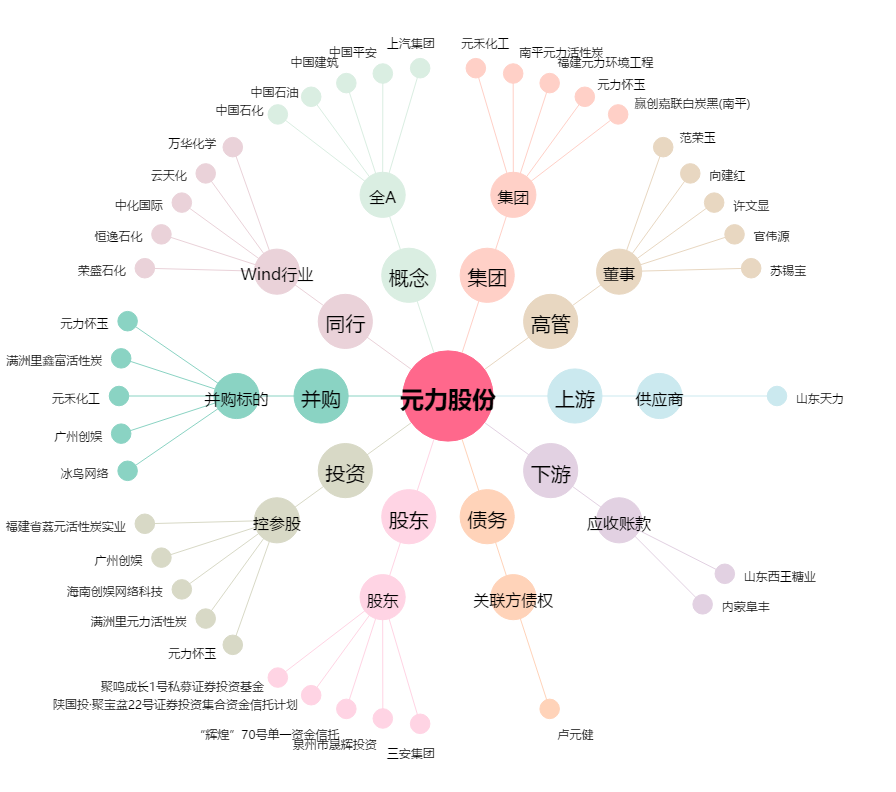 上汽集团
中国平安
中国建筑
中国石油
中国石化
全A
概念
元禾化工
南平元力活性炭
福建元力环境工程
元力怀玉
赢创嘉联白炭黑(南平)
集团
集团
范荣玉
向建红
许文显
官伟源
苏锡宝
董事
高管
万华化学
云天化
中化国际
恒逸石化
荣盛石化
Wind行业
同行
元力怀玉
满洲里鑫富活性炭
元禾化工
广州创娱
冰鸟网络
并购标的
并购
元力股份
上游
供应商
山东天力
投资
控参股
福建省荔元活性炭实业
广州创娱
海南创娱网络科技
满洲里元力活性炭
元力怀玉
股东
股东
聚鸣成长1号私募证券投资基金
陕国投·聚宝盆22号证券投资集合资金信托计划
“辉煌”70号单一资金信托
泉州市晟辉投资
三安集团
债务
关联方债权
卢元健
下游
应收账款
山东西王糖业
内蒙阜丰